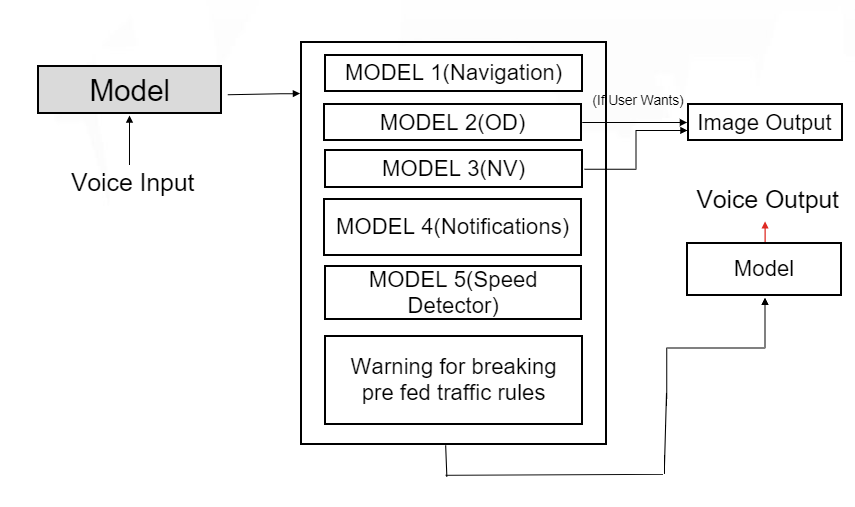 Model
Voice Input
MODEL 1(Navigation)
MODEL 2(OD)
MODEL 3(NV)
MODEL 4(Notifications)
MODEL 5(Speed
Detector)
Warning for breaking
pre fed traffic rules
(If User Wants)
Image Output
Voice Output
Model